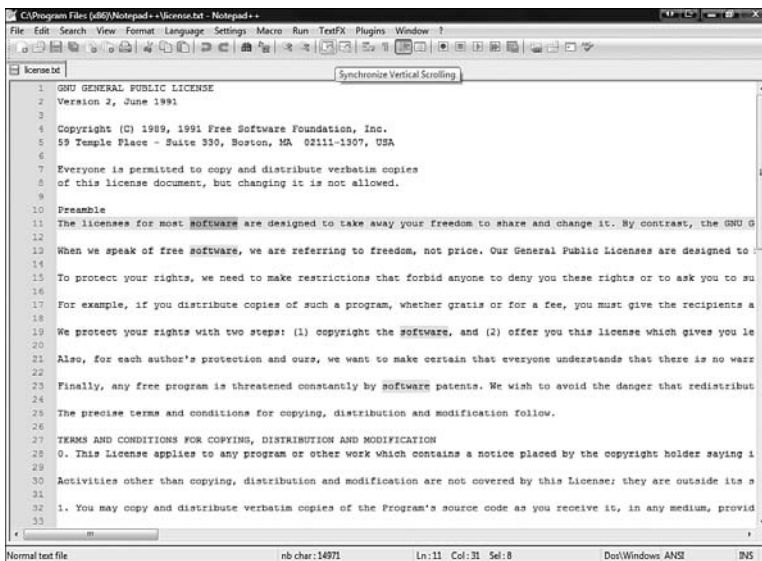 C:\Program Files (x86)\Notepad++\license.txt - Notepad++
File Edit Search View Format Language Settings Macro Run TextFX Plugins Window ?
license.txt
Synchronize Vertical Scrolling
1 GNU GENERAL PUBLIC LICENSE
2 Version 2, June 1991
3
4 Copyright (C) 1989, 1991 Free Software Foundation, Inc.
5 59 Temple Place - Suite 330, Boston, MA 02111-1307, USA
6
7 Everyone is permitted to copy and distribute verbatim copies
8 of this license document, but changing it is not allowed.
9
10 Preamble
11 The licenses for most software are designed to take away your freedom to share and change it. By contrast, the GNU G
12
13 When we speak of free software, we are referring to freedom, not price. Our General Public Licenses are designed to
14
15 To protect your rights, we need to make restrictions that forbid anyone to deny you these rights or to ask you to su
16
17 For example, if you distribute copies of such a program, whether gratis or for a fee, you must give the recipients a
18
19 We protect your rights with two steps: (1) copyright the software, and (2) offer you this license which gives you le
20
21 Also, for each author's protection and ours, we want to make certain that everyone understands that there is no warr
22
23 Finally, any free program is threatened constantly by software patents. We wish to avoid the danger that redistribut
24
25 The precise terms and conditions for copying, distribution and modification follow.
26
27 TERMS AND CONDITIONS FOR COPYING, DISTRIBUTION AND MODIFICATION
28 0. This License applies to any program or other work which contains a notice placed by the copyright holder saying i
29
30 Activities other than copying, distribution and modification are not covered by this License; they are outside its s
31
32 1. You may copy and distribute verbatim copies of the Program's source code as you receive it, in any medium, provid
33
Normal text file nb char : 14971 Ln : 11 Col : 31 Sel : 8 Dos\Windows ANSI INS